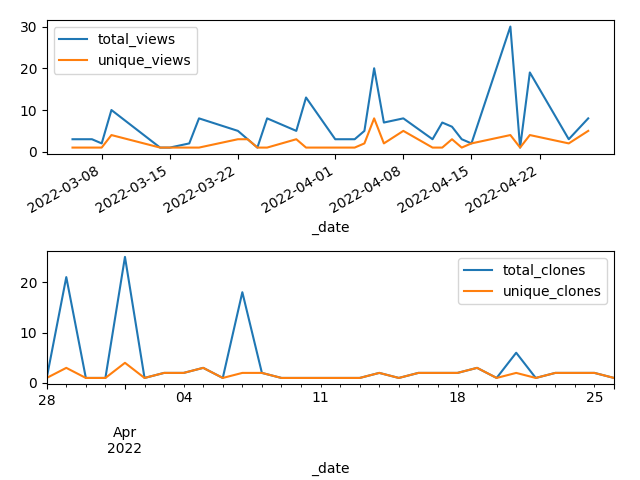 30
20
10
0
total_views
unique_views
2022-03-08
2022-03-15
2022-03-22
2022-04-01
2022-04-08
2022-04-15
2022-04-22
_date
20
10
0
total_clones
unique_clones
28
04
11
18
25
Apr
2022
_date